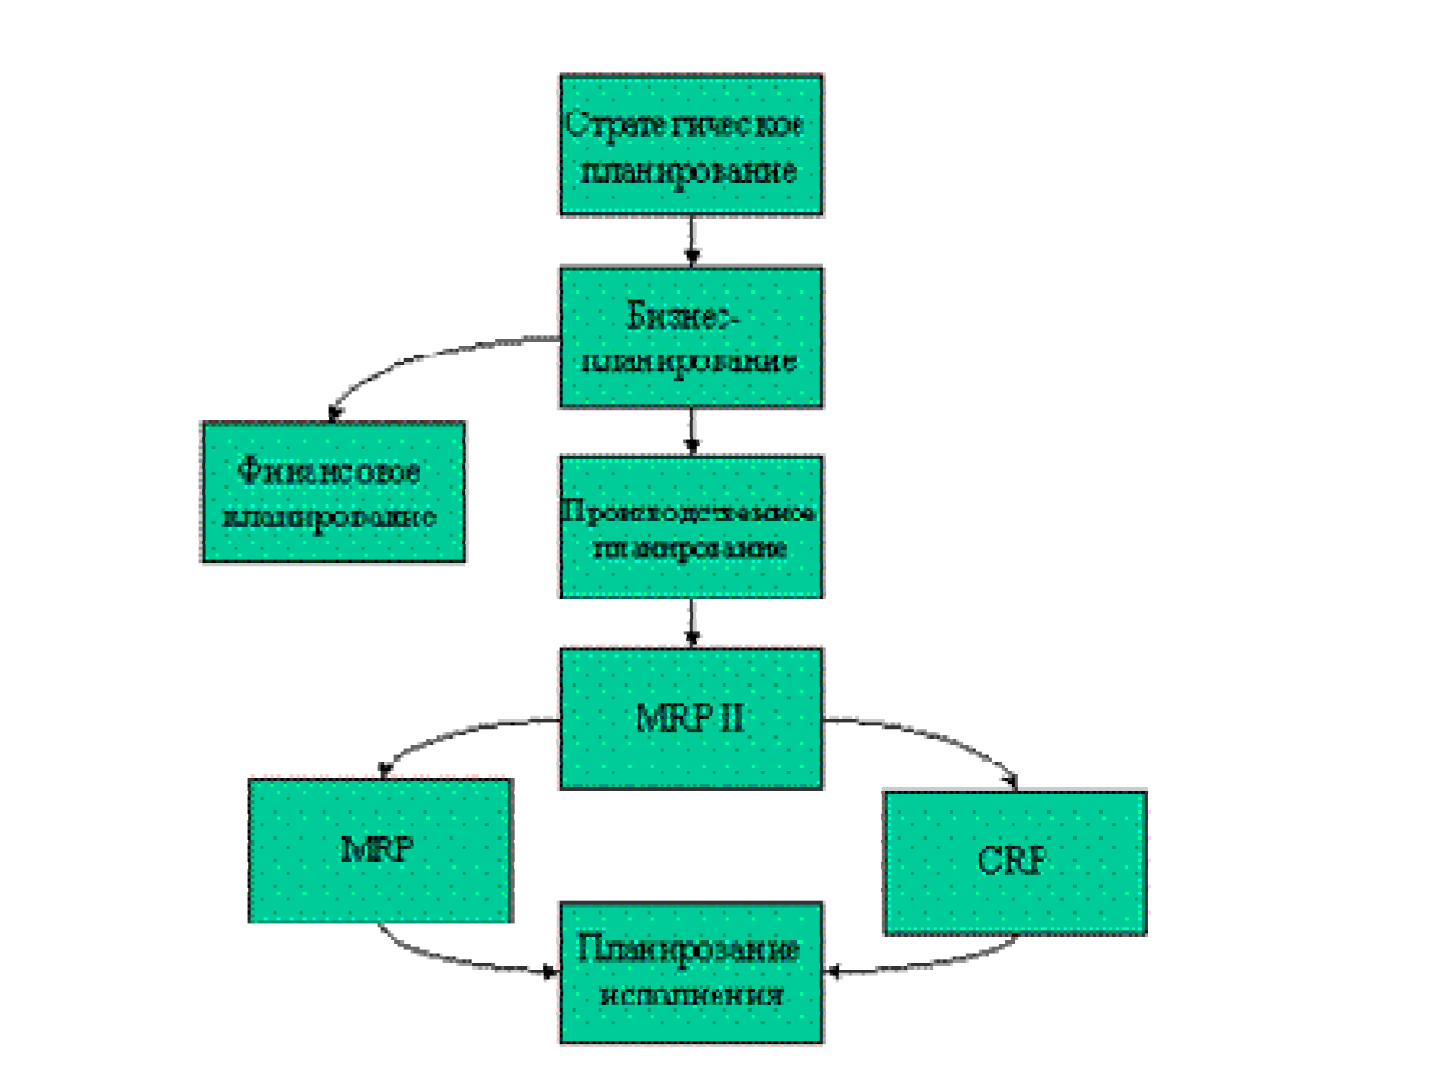 Стратегическое
планирование
Бизнес-
планирование
Финансовое
планирование
Производственное
планирование
MRP II
MRP
CRP
Планирование
исполнения